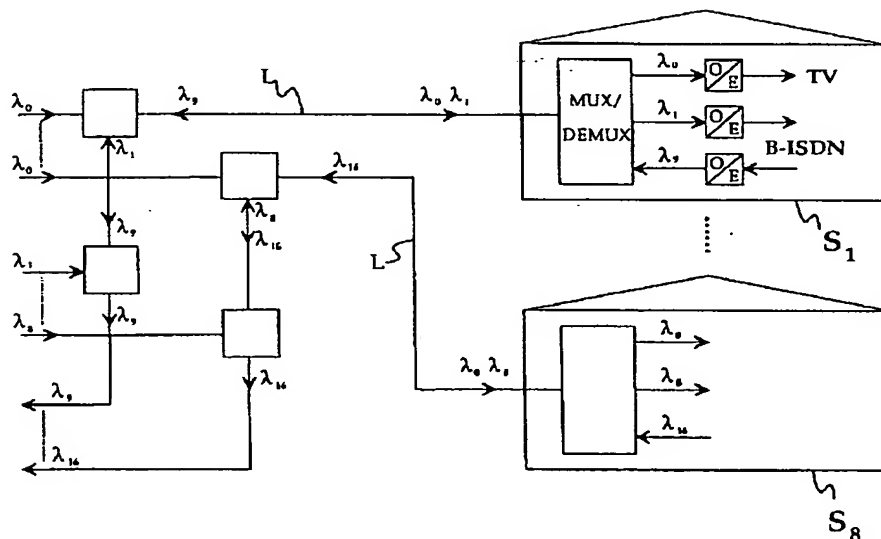 λ₀
λ₉
L
λ₀ λ₁
MUX/
DEMUX
λ₀
O/E
TV
λ₁
O/E
B-ISDN
λ₉
O/E
S₁
λ₀
λ₁
λ₁₆
λ₈
λ₁₆
λ₉
L
λ₁
λ₈
λ₉
λ₁₆
λ₀ λ₈
λ₉
λ₁₆
λ₀
λ₈
λ₁₆
S₈